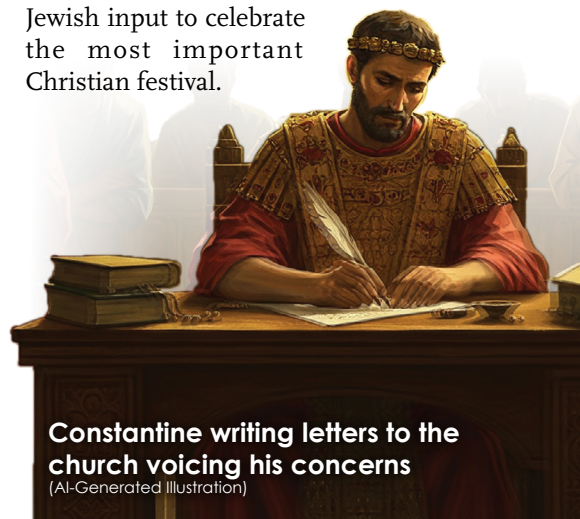 Jewish input to celebrate
the most important
Christian festival.
Constantine writing letters to the
church voicing his concerns
(AI-Generated Illustration)